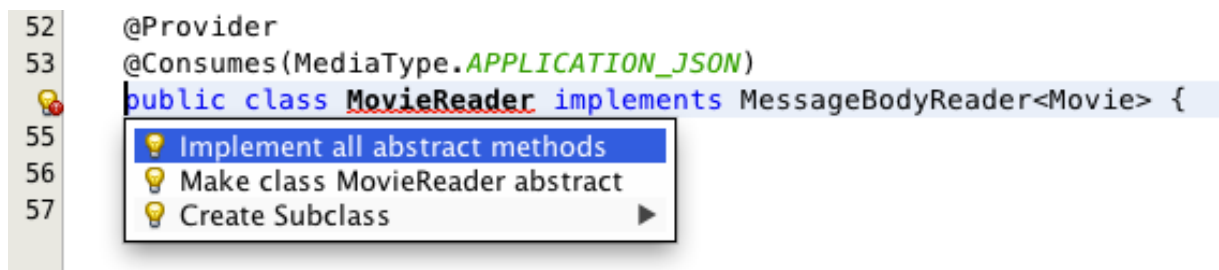 52 @Provider
53 @Consumes(MediaType.APPLICATION_JSON)
public class MovieReader implements MessageBodyReader<Movie> {
55 Implement all abstract methods
56 Make class MovieReader abstract
57 Create Subclass